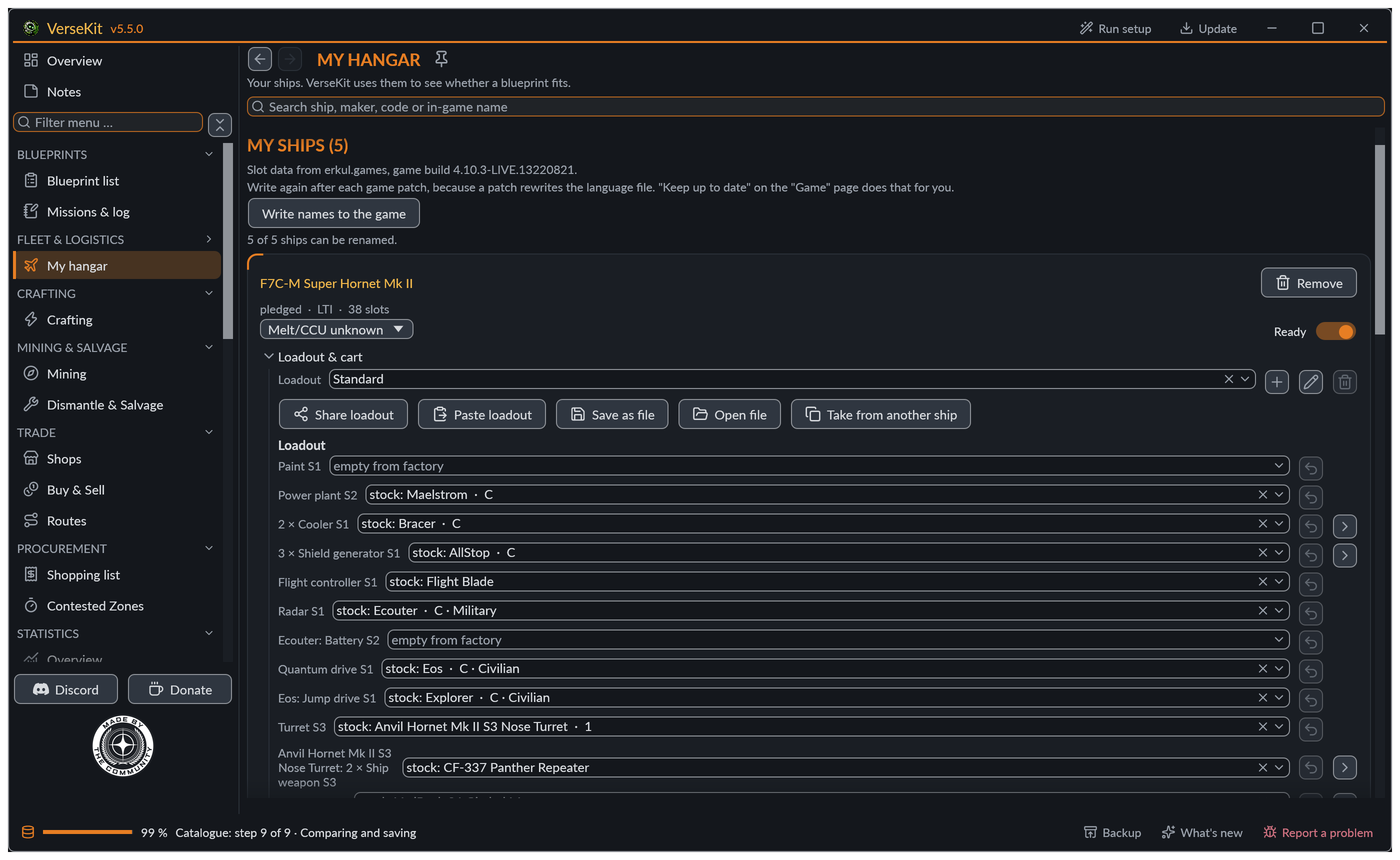 VerseKit v5.5.0
Run setup
Update
Overview
Notes
Filter menu ...
BLUEPRINTS
Blueprint list
Missions & log
FLEET & LOGISTICS
My hangar
CRAFTING
Crafting
MINING & SALVAGE
Mining
Dismantle & Salvage
TRADE
Shops
Buy & Sell
Routes
PROCUREMENT
Shopping list
Contested Zones
STATISTICS
Overview
Discord
Donate
MADE BY
THE COMMUNITY
MY HANGAR
Your ships. VerseKit uses them to see whether a blueprint fits.
Search ship, maker, code or in-game name
MY SHIPS (5)
Slot data from erkul.games, game build 4.10.3-LIVE.13220821.
Write again after each game patch, because a patch rewrites the language file. "Keep up to date" on the "Game" page does that for you.
Write names to the game
5 of 5 ships can be renamed.
F7C-M Super Hornet Mk II
Remove
pledged · LTI · 38 slots
Melt/CCU unknown
Ready
Loadout & cart
Loadout Standard
Share loadout
Paste loadout
Save as file
Open file
Take from another ship
Loadout
Paint S1 empty from factory
Power plant S2 stock: Maelstrom · C
2 × Cooler S1 stock: Bracer · C
3 × Shield generator S1 stock: AllStop · C
Flight controller S1 stock: Flight Blade
Radar S1 stock: Ecouter · C · Military
Ecouter: Battery S2 empty from factory
Quantum drive S1 stock: Eos · C · Civilian
Eos: Jump drive S1 stock: Explorer · C · Civilian
Turret S3 stock: Anvil Hornet Mk II S3 Nose Turret · 1
Anvil Hornet Mk II S3
Nose Turret: 2 × Ship
weapon S3
stock: CF-337 Panther Repeater
99 % Catalogue: step 9 of 9 · Comparing and saving
Backup
What's new
Report a problem